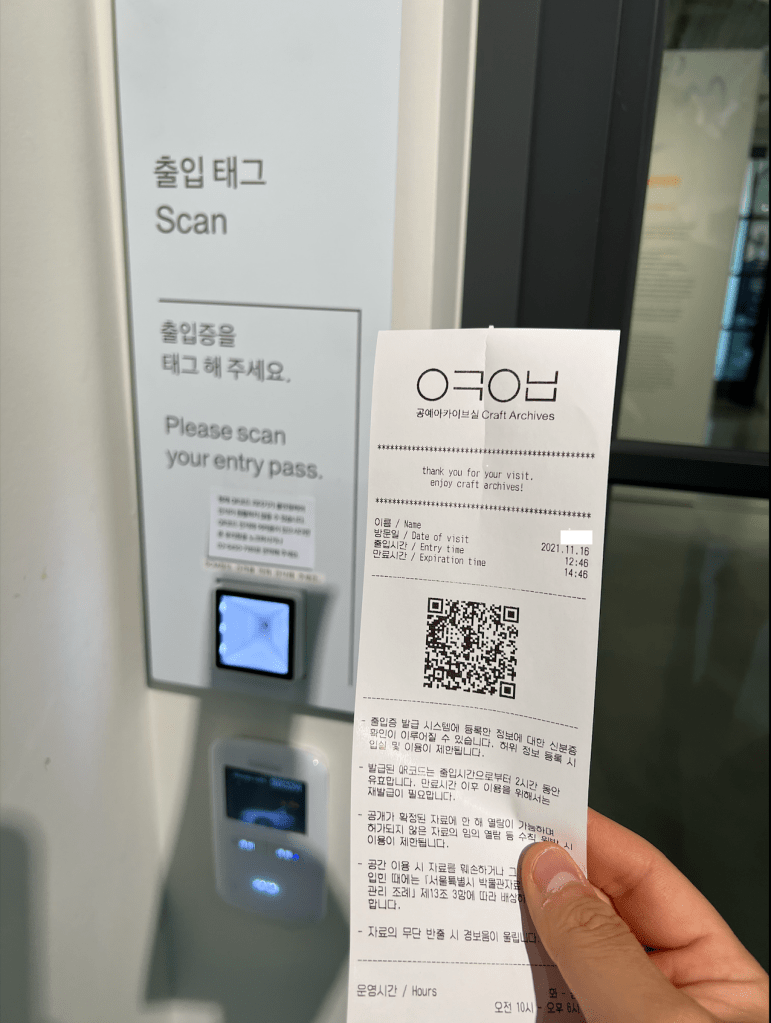 출입 태그
Scan
출입증을
태그 해 주세요.
Please scan
your entry pass.
공예아카이브실 Craft Archives
thank you for your visit.
enjoy craft archives!
이름 / Name
방문일 / Date of visit 2021.11.16
출입시간 / Entry time 12:46
만료시간 / Expiration time 14:46
- 출입증 발급 시스템에 등록한 정보에 대한 신분증
확인이 이루어질 수 있습니다. 허위 정보 등록 시
입실 및 이용이 제한됩니다.
- 발급된 QR코드는 출입시간으로부터 2시간 동안
유효합니다. 만료시간 이후 이용을 위해서는
재발급이 필요합니다.
- 공개가 확정된 자료에 한 해 열람이 가능하며
허가되지 않은 자료의 임의 열람 등 수칙 위반 시
이용이 제한됩니다.
- 공간 이용 시 자료를 훼손하거나 그
입힌 때에는 「서울특별시 박물관자료
관리 조례」 제13조 3항에 따라 배상하
합니다.
- 자료의 무단 반출 시 경보음이 울립니다
운영시간 / Hours 화 -
오전 10시 - 오후 6시